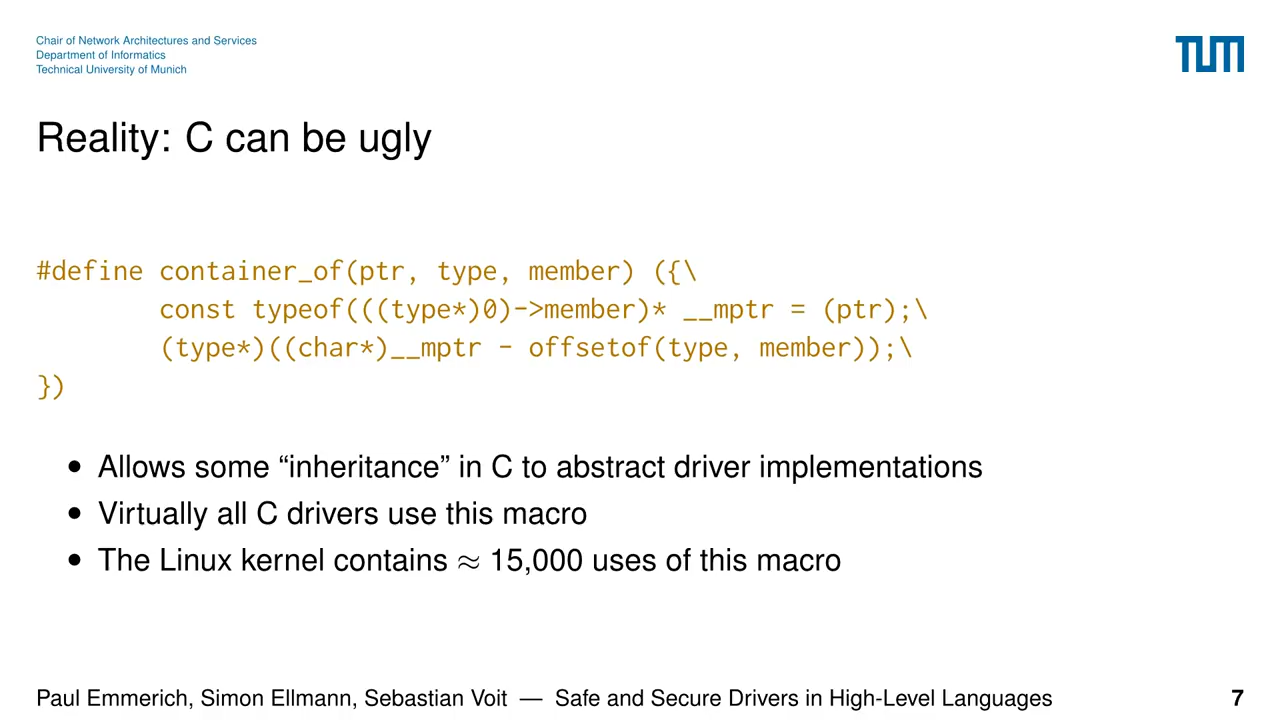 Chair of Network Architectures and Services
Department of Informatics
Technical University of Munich
TUM
Reality: C can be ugly
#define container_of(ptr, type, member) ({\
        const typeof(((type*)0)->member)* __mptr = (ptr);\
        (type*)((char*)__mptr - offsetof(type, member));\
})
• Allows some “inheritance” in C to abstract driver implementations
• Virtually all C drivers use this macro
• The Linux kernel contains ≈ 15,000 uses of this macro
Paul Emmerich, Simon Ellmann, Sebastian Voit — Safe and Secure Drivers in High-Level Languages 7